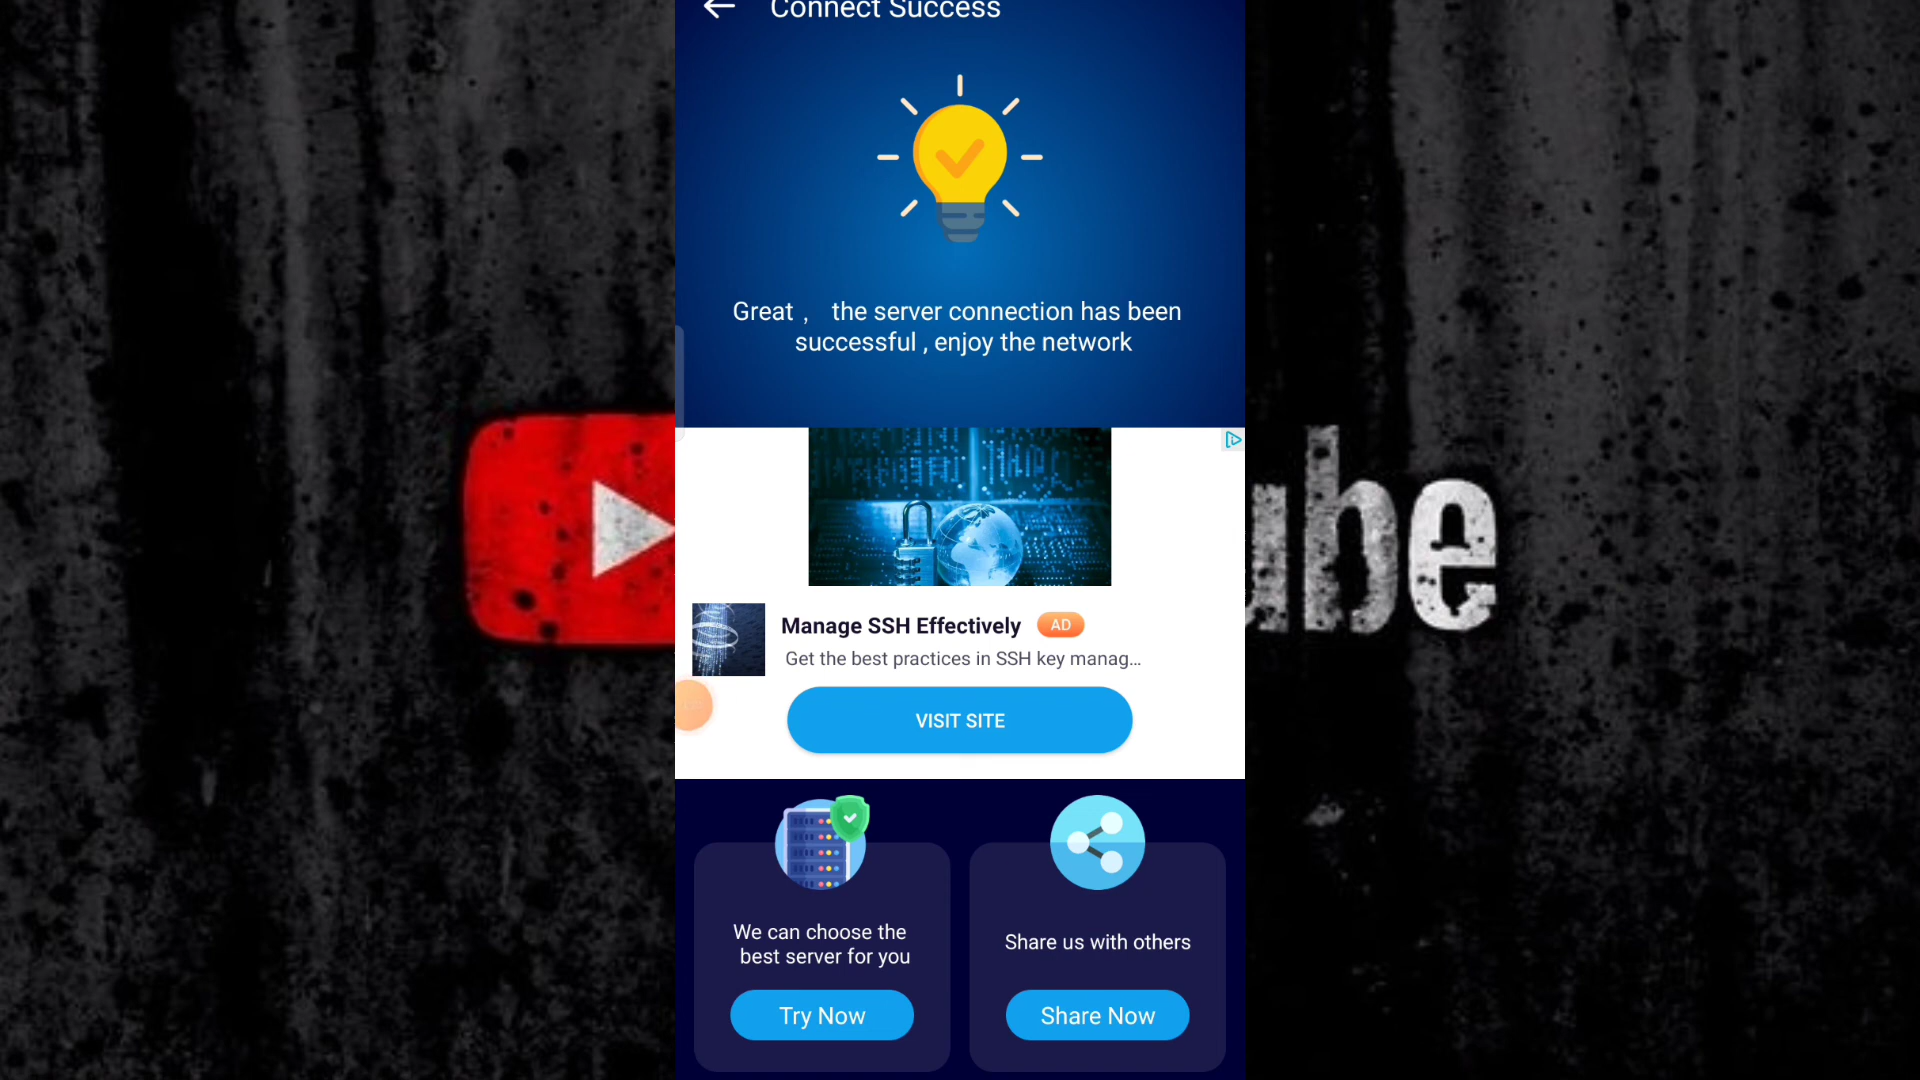 Connect Success
Great , the server connection has been
successful , enjoy the network
Manage SSH Effectively
AD
Get the best practices in SSH key manag...
VISIT SITE
We can choose the
best server for you
Try Now
Share us with others
Share Now
ube